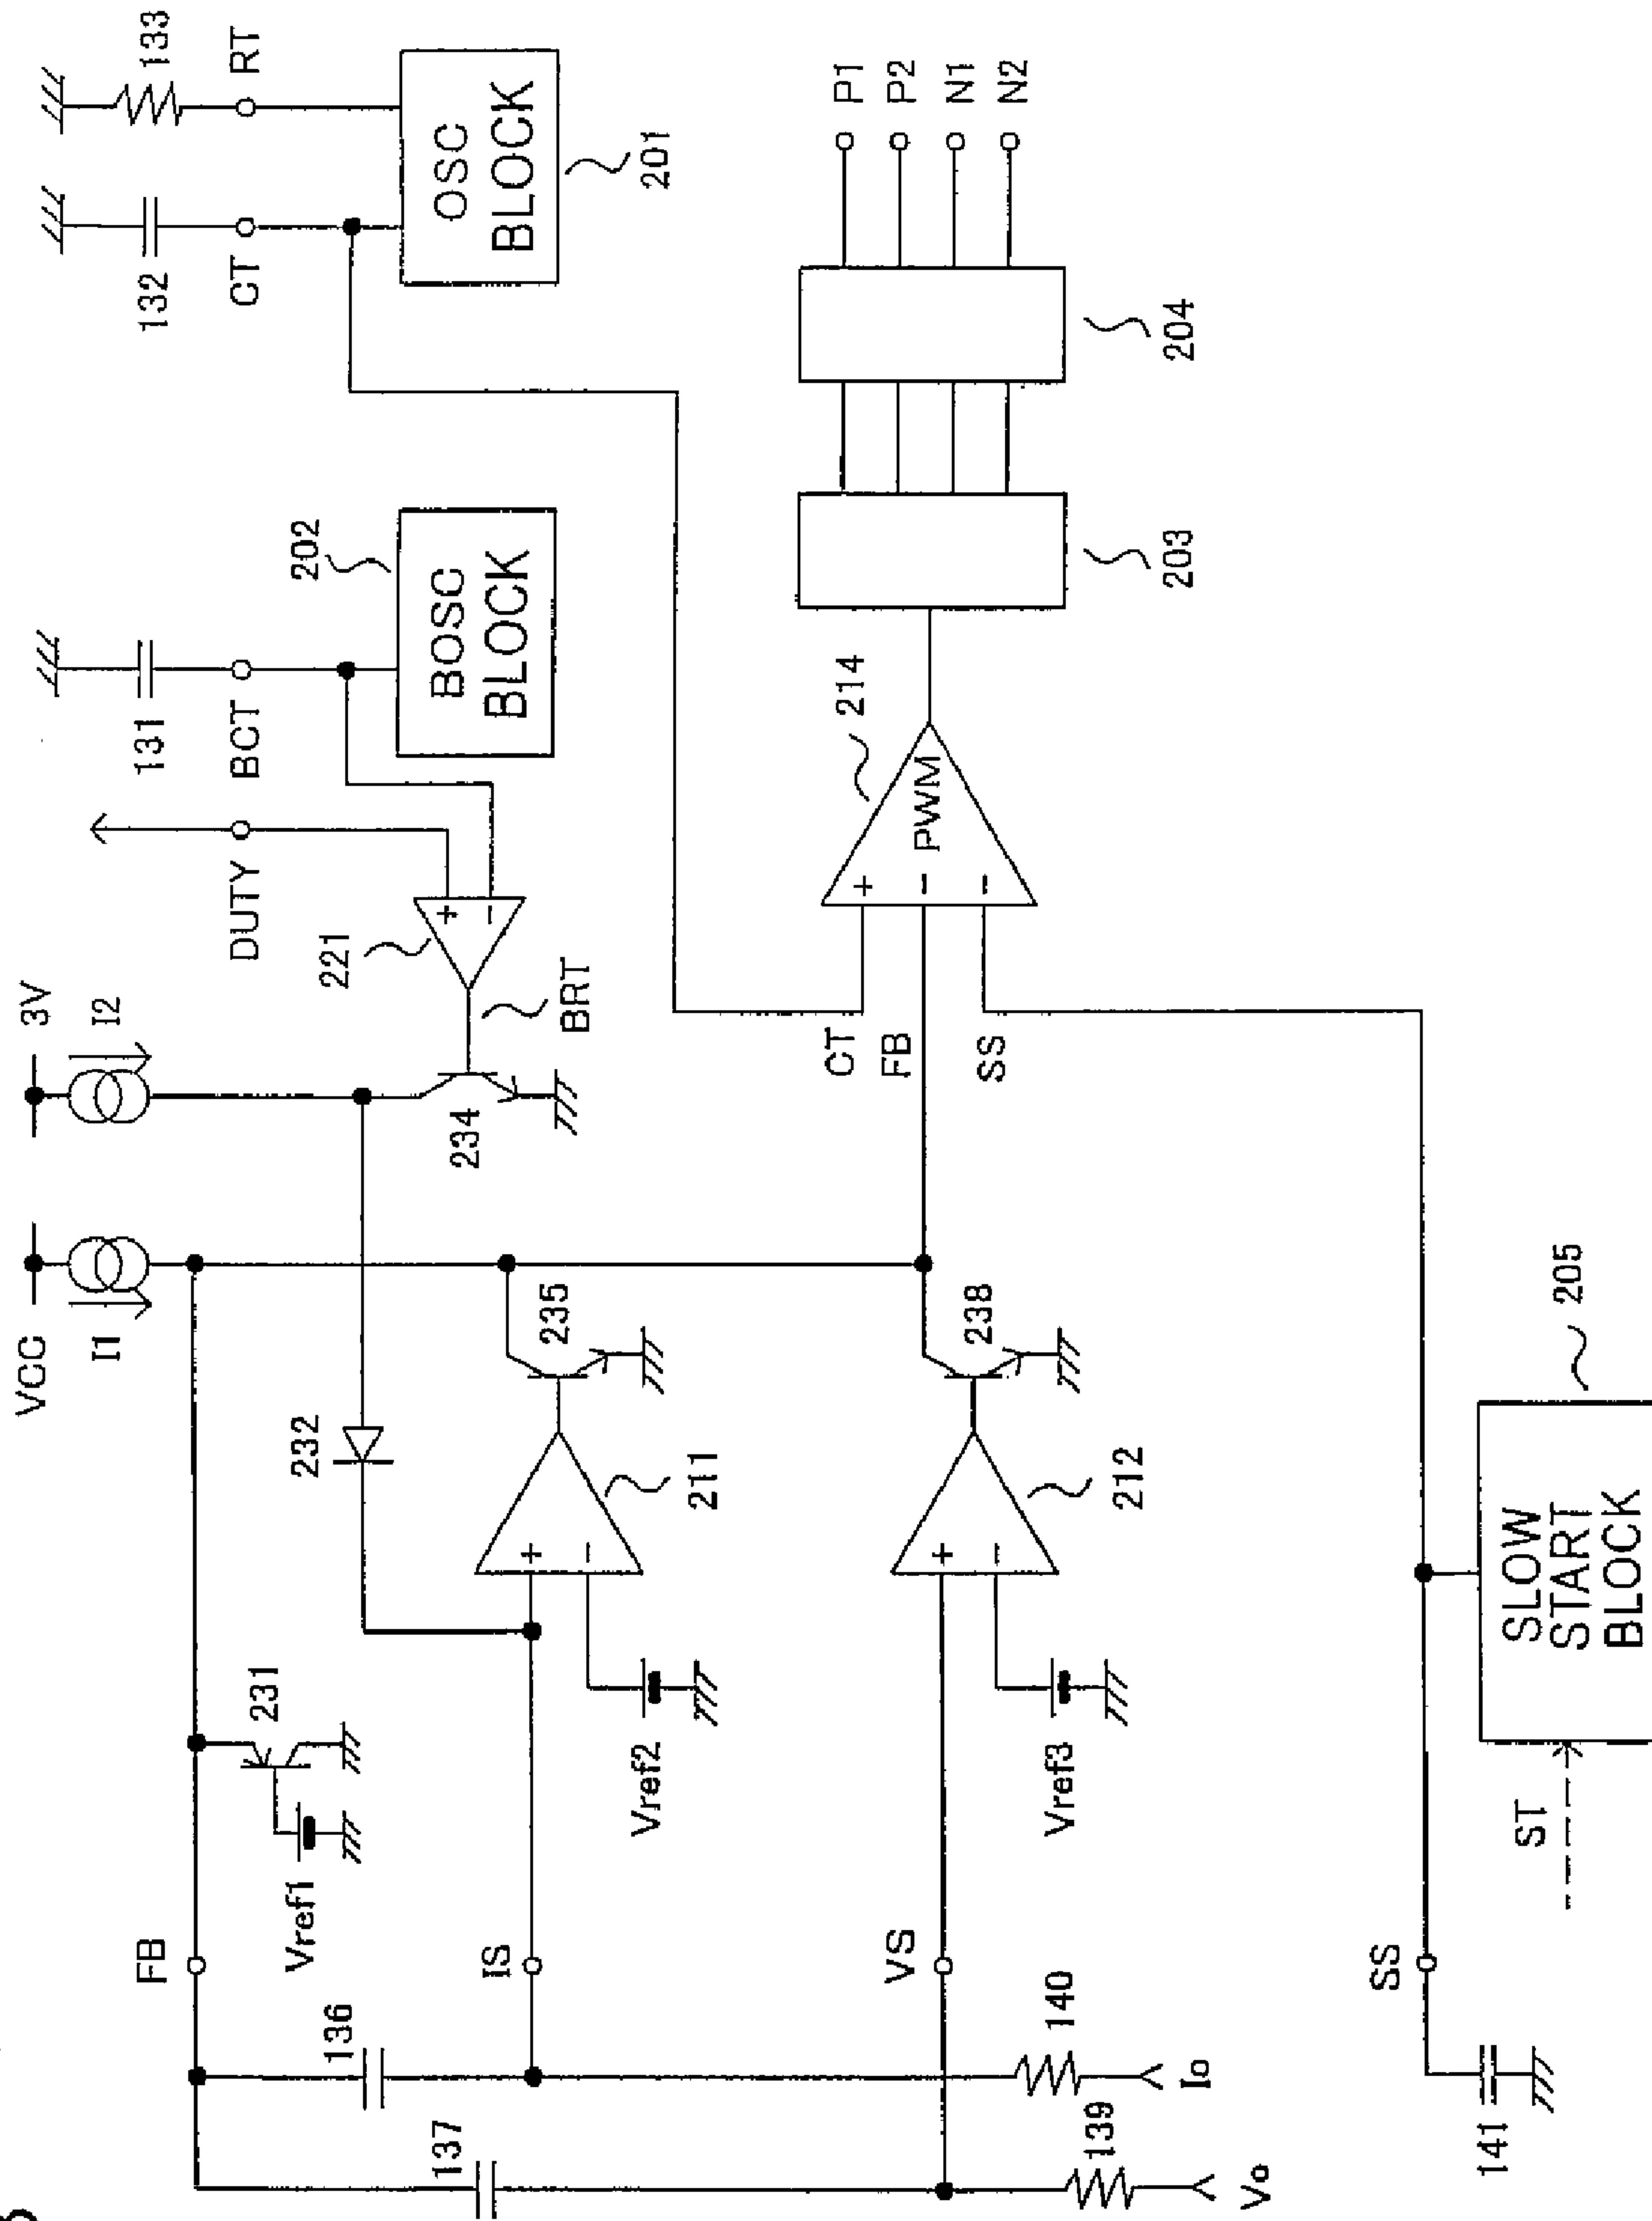 VCC
3V
I1
I2
FB
136
137
Vref1
231
232
IS
Vref2
+
-
211
235
234
BRT
221
+
-
DUTY
BCT
131
BOSC
BLOCK
202
132
CT
133
RT
OSC
BLOCK
201
VS
139
140
Vo
Io
Vref3
+
-
212
238
CT
FB
SS
+
-
-
PWM
214
203
204
P1
P2
N1
N2
SS
141
ST
SLOW
START
BLOCK
205